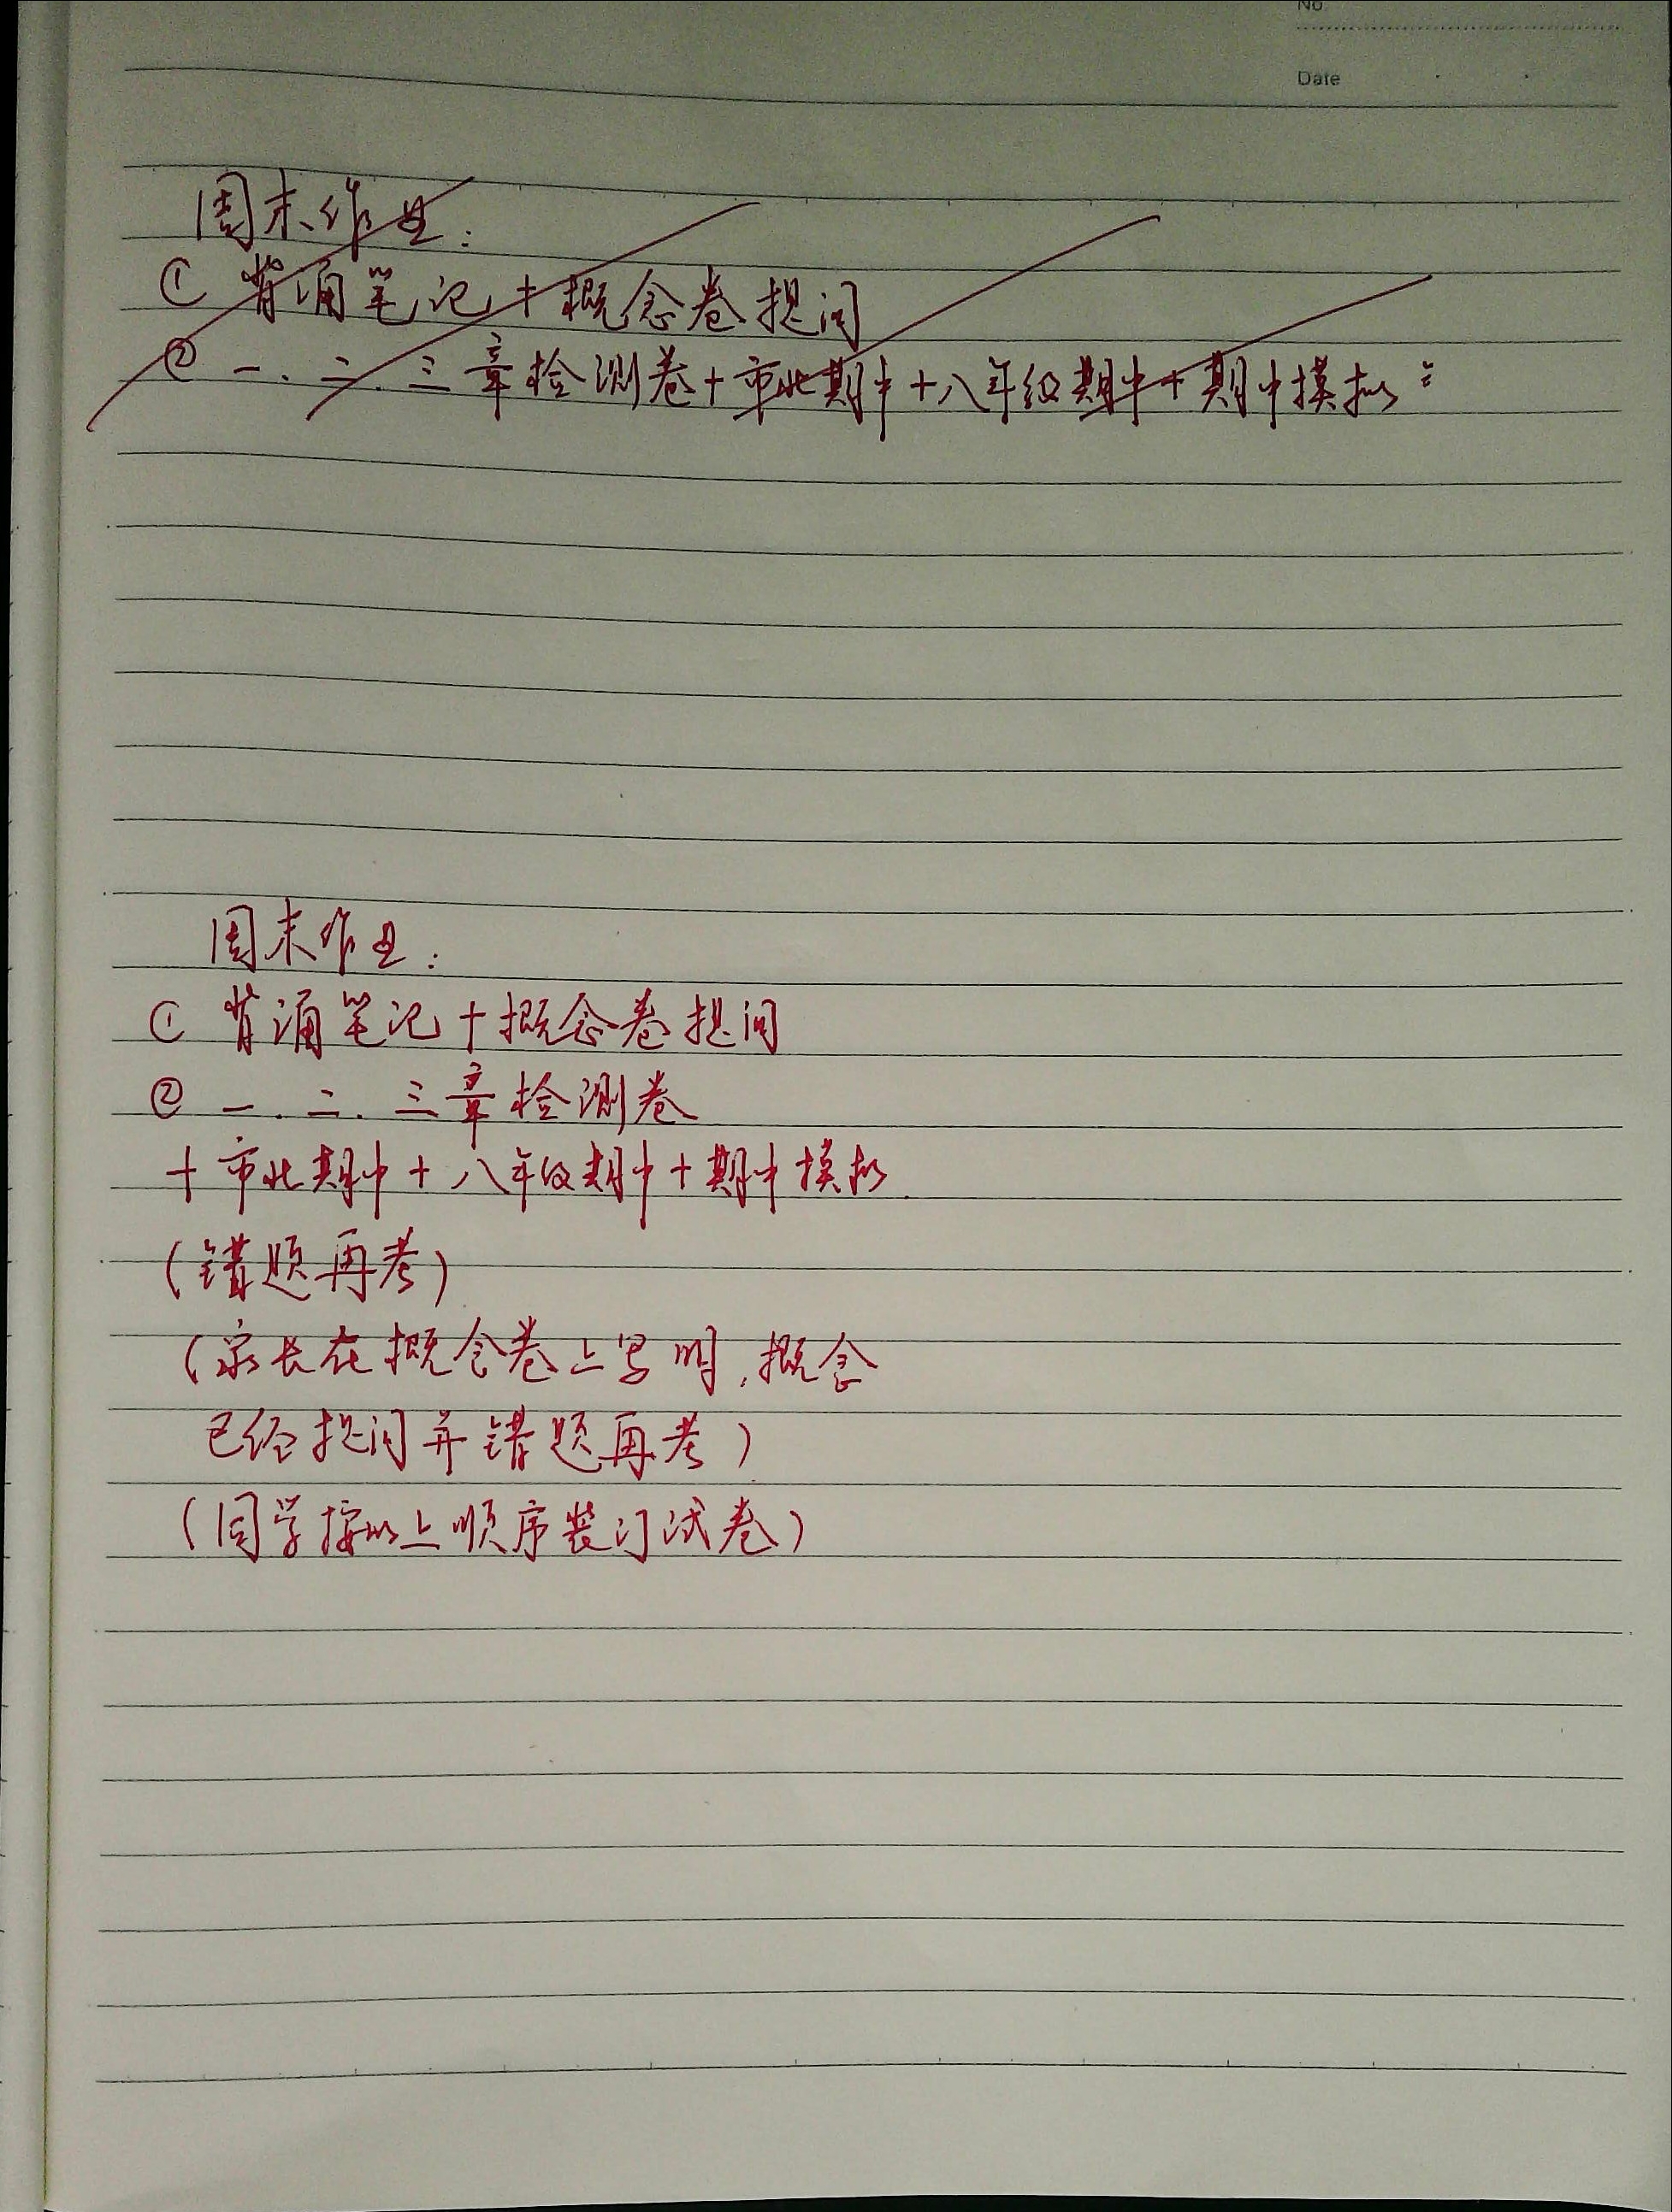 No.
Date
周末作业:
① 背诵笔记+概念卷提问
② 一.二.三章检测卷+市北期中+八年级期中+期中模拟
周末作业:
① 背诵笔记+概念卷提问
② 一.二.三章检测卷
+市北期中+八年级期中+期中模拟.
(错题再考)
(家长在概念卷上写明,概念
已经提问并错题再考)
(同学按以上顺序装订试卷)